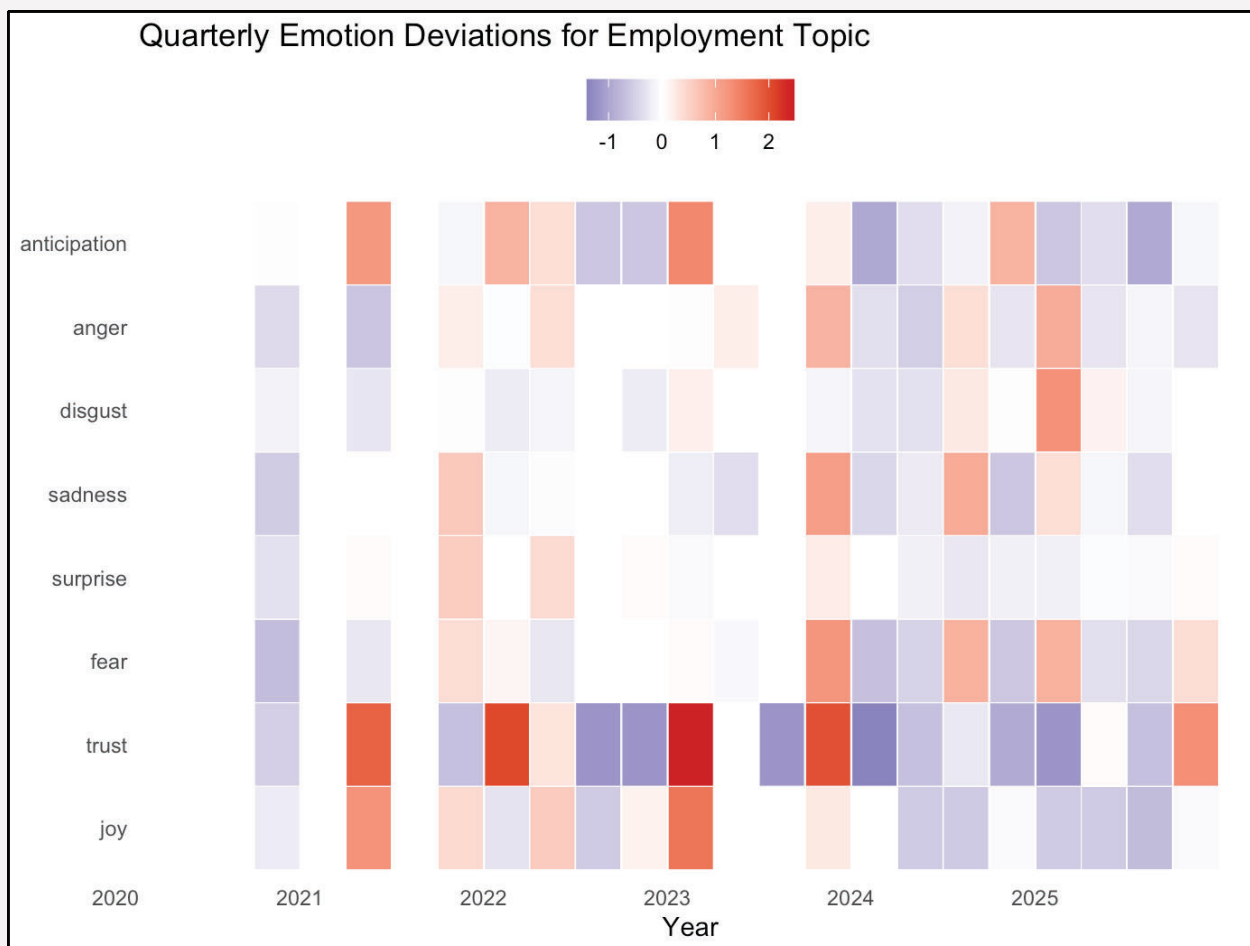 Quarterly Emotion Deviations for Employment Topic
-1 0 1 2
anticipation
anger
disgust
sadness
surprise
fear
trust
joy
2020 2021 2022 2023 2024 2025
Year